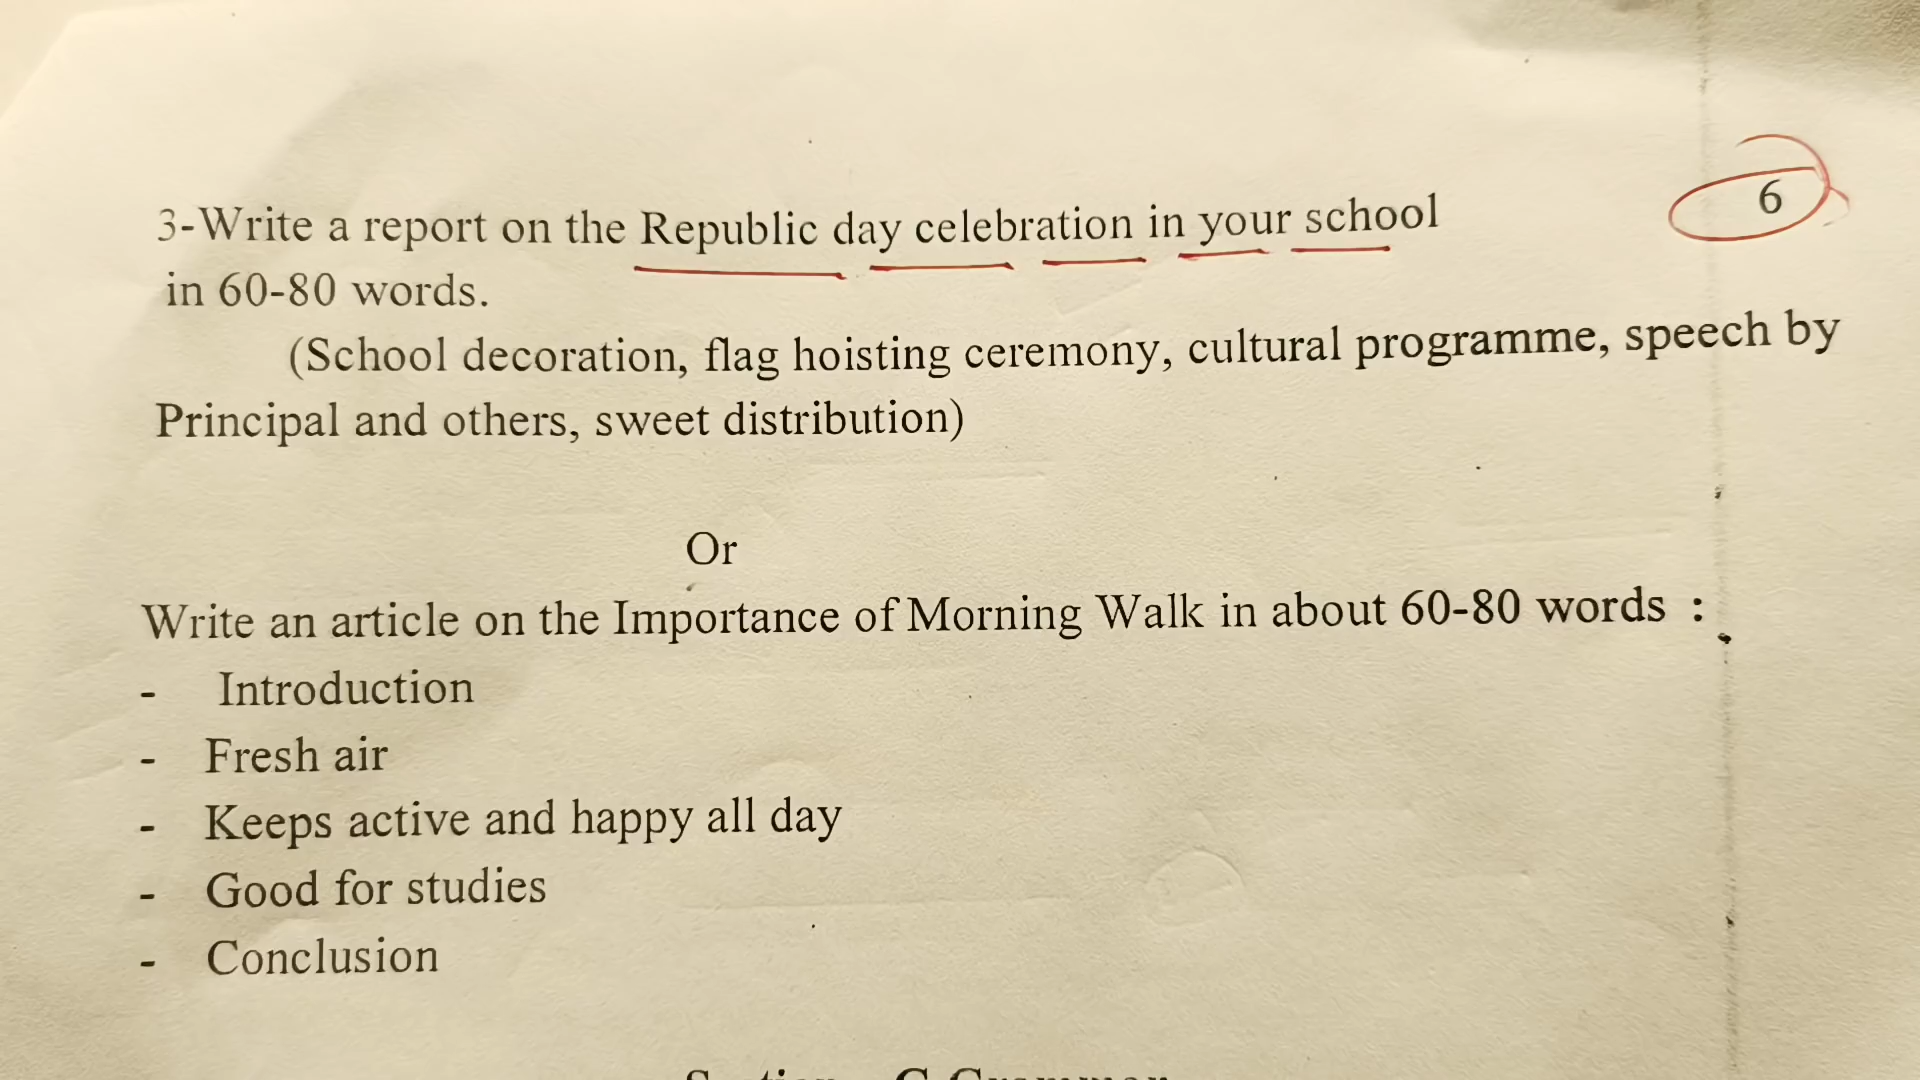 3-Write a report on the Republic day celebration in your school
6
in 60-80 words.
(School decoration, flag hoisting ceremony, cultural programme, speech by
Principal and others, sweet distribution)
Or
Write an article on the Importance of Morning Walk in about 60-80 words :
- Introduction
- Fresh air
- Keeps active and happy all day
- Good for studies
- Conclusion